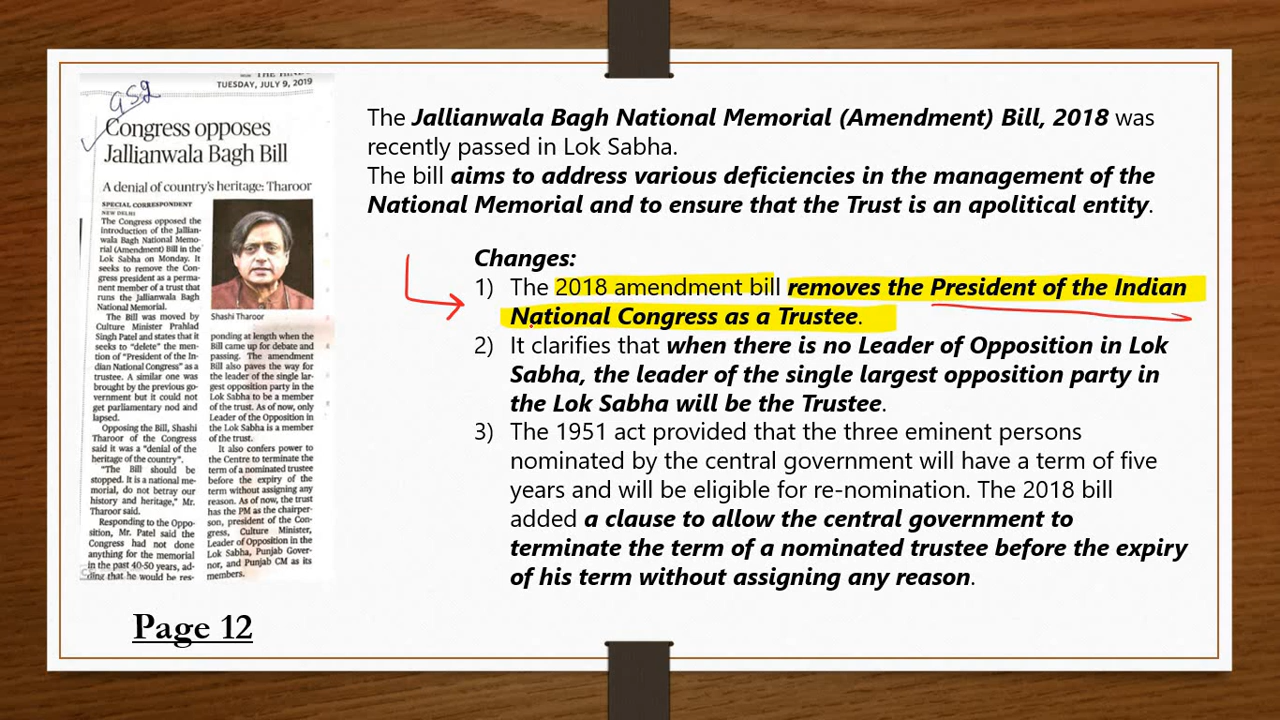 THE HINDU
TUESDAY, JULY 9, 2019
GS2
Congress opposes
Jallianwala Bagh Bill
A denial of country's heritage: Tharoor
SPECIAL CORRESPONDENT
NEW DELHI
The Congress opposed the
introduction of the Jallian-
wala Bagh National Memo-
rial (Amendment) Bill in the
Lok Sabha on Monday. It
seeks to remove the Con-
gress president as a perma-
nent member of a trust that
runs the Jallianwala Bagh
National Memorial.
The Bill was moved by
Culture Minister Prahlad
Singh Patel and states that it
seeks to "delete" the men-
tion of "President of the In-
dian National Congress" as a
trustee. A similar one was
brought by the previous go-
vernment but it could not
get parliamentary nod and
lapsed.
Opposing the Bill, Shashi
Tharoor of the Congress
said it was a "denial of the
heritage of the country".
"The Bill should be
stopped. It is a national me-
morial, do not betray our
history and heritage," Mr.
Tharoor said.
Responding to the Oppo-
sition, Mr. Patel said the
Congress had not done
anything for the memorial
in the past 40-50 years, ad-
ding that he would be res-
Shashi Tharoor
ponding at length when the
Bill came up for debate and
passing. The amendment
Bill also paves the way for
the leader of the single lar-
gest opposition party in the
Lok Sabha to be a member
of the trust. As of now, only
Leader of the Opposition in
the Lok Sabha is a member
of the trust.
It also confers power to
the Centre to terminate the
term of a nominated trustee
before the expiry of the
term without assigning any
reason. As of now, the trust
has the PM as the chairper-
son, president of the Con-
gress, Culture Minister,
Leader of Opposition in the
Lok Sabha, Punjab Gover-
nor, and Punjab CM as its
members.
Page 12
The Jallianwala Bagh National Memorial (Amendment) Bill, 2018 was
recently passed in Lok Sabha.
The bill aims to address various deficiencies in the management of the
National Memorial and to ensure that the Trust is an apolitical entity.
Changes:
1) The 2018 amendment bill removes the President of the Indian
National Congress as a Trustee.
2) It clarifies that when there is no Leader of Opposition in Lok
Sabha, the leader of the single largest opposition party in
the Lok Sabha will be the Trustee.
3) The 1951 act provided that the three eminent persons
nominated by the central government will have a term of five
years and will be eligible for re-nomination. The 2018 bill
added a clause to allow the central government to
terminate the term of a nominated trustee before the expiry
of his term without assigning any reason.